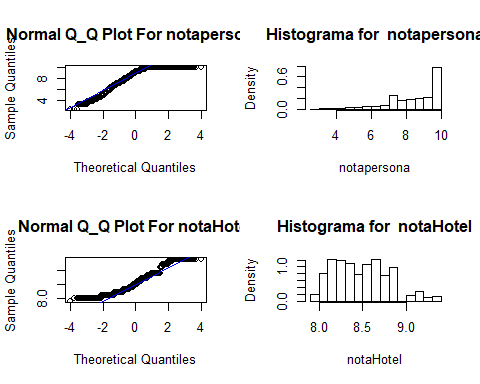 Normal Q_Q Plot For notaperso
Sample Quantiles
4 8
-4 -2 0 2 4
Theoretical Quantiles
Histograma for notapersona
Density
0.0 0.6
4 6 8 10
notapersona
Normal Q_Q Plot For notaHot
Sample Quantiles
8.0
-4 -2 0 2 4
Theoretical Quantiles
Histograma for notaHotel
Density
0.0 1.0
8.0 8.5 9.0
notaHotel